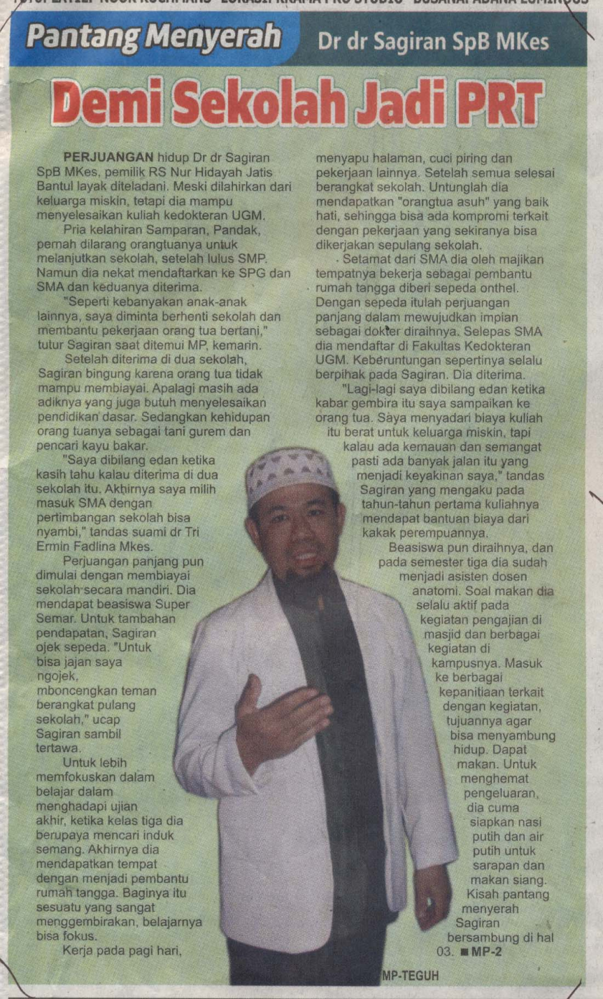 Pantang Menyerah
Dr dr Sagiran SpB MKes
Demi Sekolah Jadi PRT
PERJUANGAN hidup Dr dr Sagiran
SpB MKes, pemilik RS Nur Hidayah Jatis
Bantul layak diteladani. Meski dilahirkan dari
keluarga miskin, tetapi dia mampu
menyelesaikan kuliah kedokteran UGM.
Pria kelahiran Samparan, Pandak,
pernah dilarang orangtuanya untuk
melanjutkan sekolah, setelah lulus SMP.
Namun dia nekat mendaftarkan ke SPG dan
SMA dan keduanya diterima.
"Seperti kebanyakan anak-anak
lainnya, saya diminta berhenti sekolah dan
membantu pekerjaan orang tua bertani,"
tutur Sagiran saat ditemui MP, kemarin.
Setelah diterima di dua sekolah,
Sagiran bingung karena orang tua tidak
mampu membiayai. Apalagi masih ada
adiknya yang juga butuh menyelesaikan
pendidikan dasar. Sedangkan kehidupan
orang tuanya sebagai tani gurem dan
pencari kayu bakar.
"Saya dibilang edan ketika
kasih tahu kalau diterima di dua
sekolah itu. Akhirnya saya milih
masuk SMA dengan
pertimbangan sekolah bisa
nyambi," tandas suami dr Tri
Ermin Fadlina Mkes.
Perjuangan panjang pun
dimulai dengan membiayai
sekolah secara mandiri. Dia
mendapat beasiswa Super
Semar. Untuk tambahan
pendapatan, Sagiran
ojek sepeda. "Untuk
bisa jajan saya
ngojek,
mboncengkan teman
berangkat pulang
sekolah," ucap
Sagiran sambil
tertawa.
Untuk lebih
memfokuskan dalam
belajar dalam
menghadapi ujian
akhir, ketika kelas tiga dia
berupaya mencari induk
semang. Akhirnya dia
mendapatkan tempat
dengan menjadi pembantu
rumah tangga. Baginya itu
sesuatu yang sangat
menggembirakan, belajarnya
bisa fokus.
Kerja pada pagi hari,
menyapu halaman, cuci piring dan
pekerjaan lainnya. Setelah semua selesai
berangkat sekolah. Untunglah dia
mendapatkan "orangtua asuh" yang baik
hati, sehingga bisa ada kompromi terkait
dengan pekerjaan yang sekiranya bisa
dikerjakan sepulang sekolah.
Setamat dari SMA dia oleh majikan
tempatnya bekerja sebagai pembantu
rumah tangga diberi sepeda onthel.
Dengan sepeda itulah perjuangan
panjang dalam mewujudkan impian
sebagai dokter diraihnya. Selepas SMA
dia mendaftar di Fakultas Kedokteran
UGM. Keberuntungan sepertinya selalu
berpihak pada Sagiran. Dia diterima.
"Lagi-lagi saya dibilang edan ketika
kabar gembira itu saya sampaikan ke
orang tua. Saya menyadari biaya kuliah
itu berat untuk keluarga miskin, tapi
kalau ada kemauan dan semangat
pasti ada banyak jalan itu yang
menjadi keyakinan saya," tandas
Sagiran yang mengaku pada
tahun-tahun pertama kuliahnya
mendapat bantuan biaya dari
kakak perempuannya.
Beasiswa pun diraihnya, dan
pada semester tiga dia sudah
menjadi asisten dosen
anatomi. Soal makan dia
selalu aktif pada
kegiatan pengajian di
masjid dan berbagai
kegiatan di
kampusnya. Masuk
ke berbagai
kepanitiaan terkait
dengan kegiatan,
tujuannya agar
bisa menyambung
hidup. Dapat
makan. Untuk
menghemat
pengeluaran,
dia cuma
siapkan nasi
putih dan air
putih untuk
sarapan dan
makan siang.
Kisah pantang
menyerah
Sagiran
bersambung di hal
03. ■ MP-2
MP-TEGUH